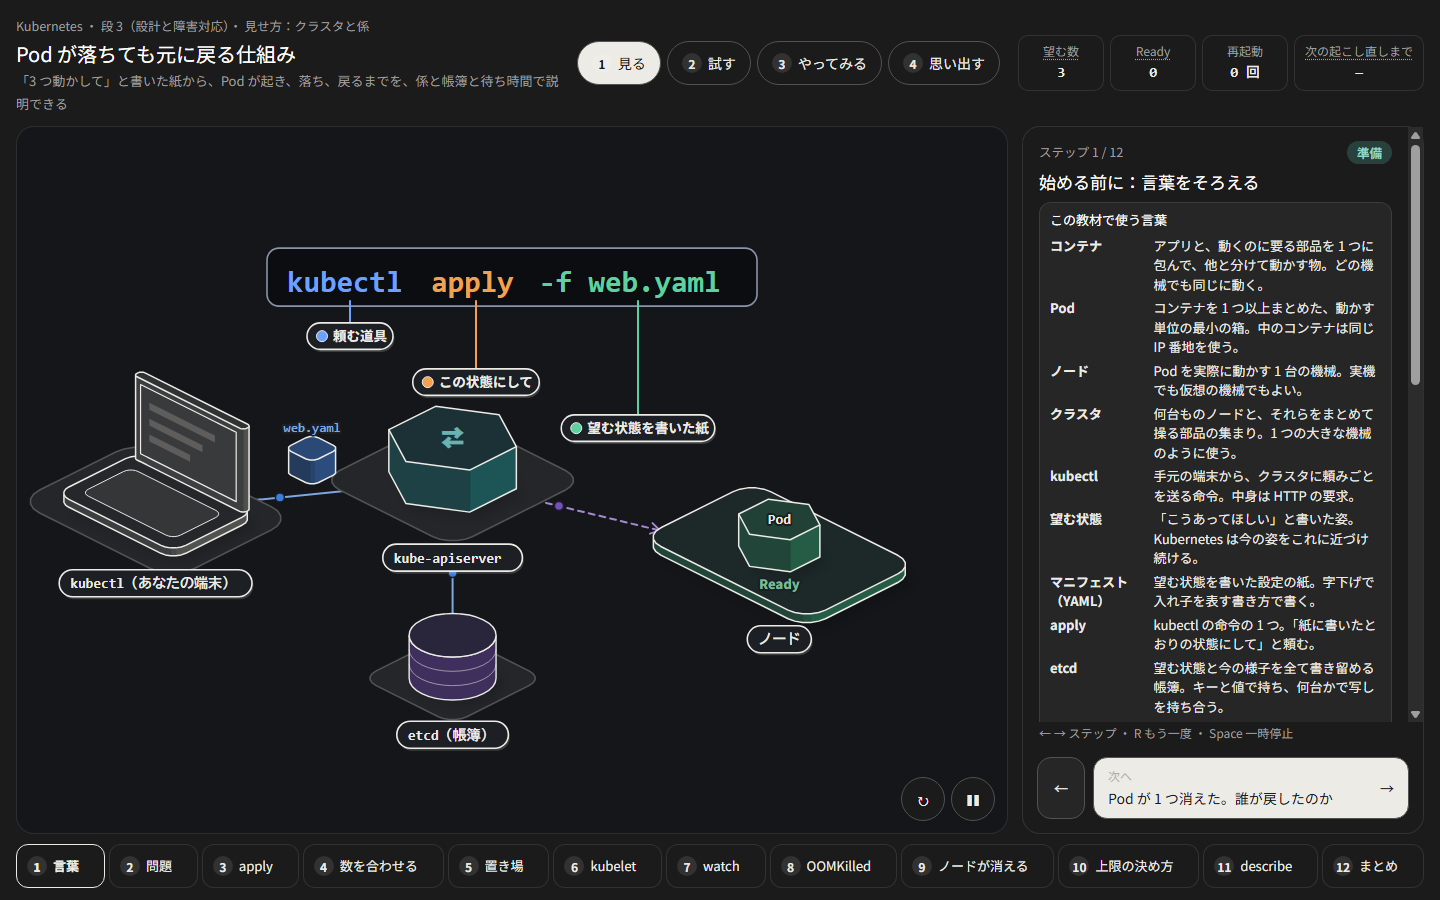 Kubernetes ・ 段 3（設計と障害対応）・ 見せ方：クラスタと係
Pod が落ちても元に戻る仕組み
「3 つ動かして」と書いた紙から、Pod が起き、落ち、戻るまでを、係と帳簿と待ち時間で説
明できる
1 見る
2 試す
3 やってみる
4 思い出す
望む数
3
Ready
0
再起動
0 回
次の起こし直しまで
–
kubectl apply -f web.yaml
頼む道具
この状態にして
望む状態を書いた紙
web.yaml
kubectl（あなたの端末）
kube-apiserver
etcd（帳簿）
Pod
Ready
ノード
↻
ステップ 1 / 12
準備
始める前に：言葉をそろえる
この教材で使う言葉
コンテナ
アプリと、動くのに要る部品を 1 つに
包んで、他と分けて動かす物。どの機
械でも同じに動く。
Pod
コンテナを 1 つ以上まとめた、動かす
単位の最小の箱。中のコンテナは同じ
IP 番地を使う。
ノード
Pod を実際に動かす 1 台の機械。実機
でも仮想の機械でもよい。
クラスタ
何台ものノードと、それらをまとめて
操る部品の集まり。1 つの大きな機械
のように使う。
kubectl
手元の端末から、クラスタに頼みごと
を送る命令。中身は HTTP の要求。
望む状態
「こうあってほしい」と書いた姿。
Kubernetes は今の姿をこれに近づけ
続ける。
マニフェスト
（YAML）
望む状態を書いた設定の紙。字下げで
入れ子を表す書き方で書く。
apply
kubectl の命令の 1 つ。「紙に書いたと
おりの状態にして」と頼む。
etcd
望む状態と今の様子を全て書き留める
帳簿。キーと値で持ち、何台かで写し
を持ち合う。
← → ステップ ・ R もう一度 ・ Space 一時停止
←
次へ
Pod が 1 つ消えた。誰が戻したのか
→
1 言葉
2 問題
3 apply
4 数を合わせる
5 置き場
6 kubelet
7 watch
8 OOMKilled
9 ノードが消える
10 上限の決め方
11 describe
12 まとめ